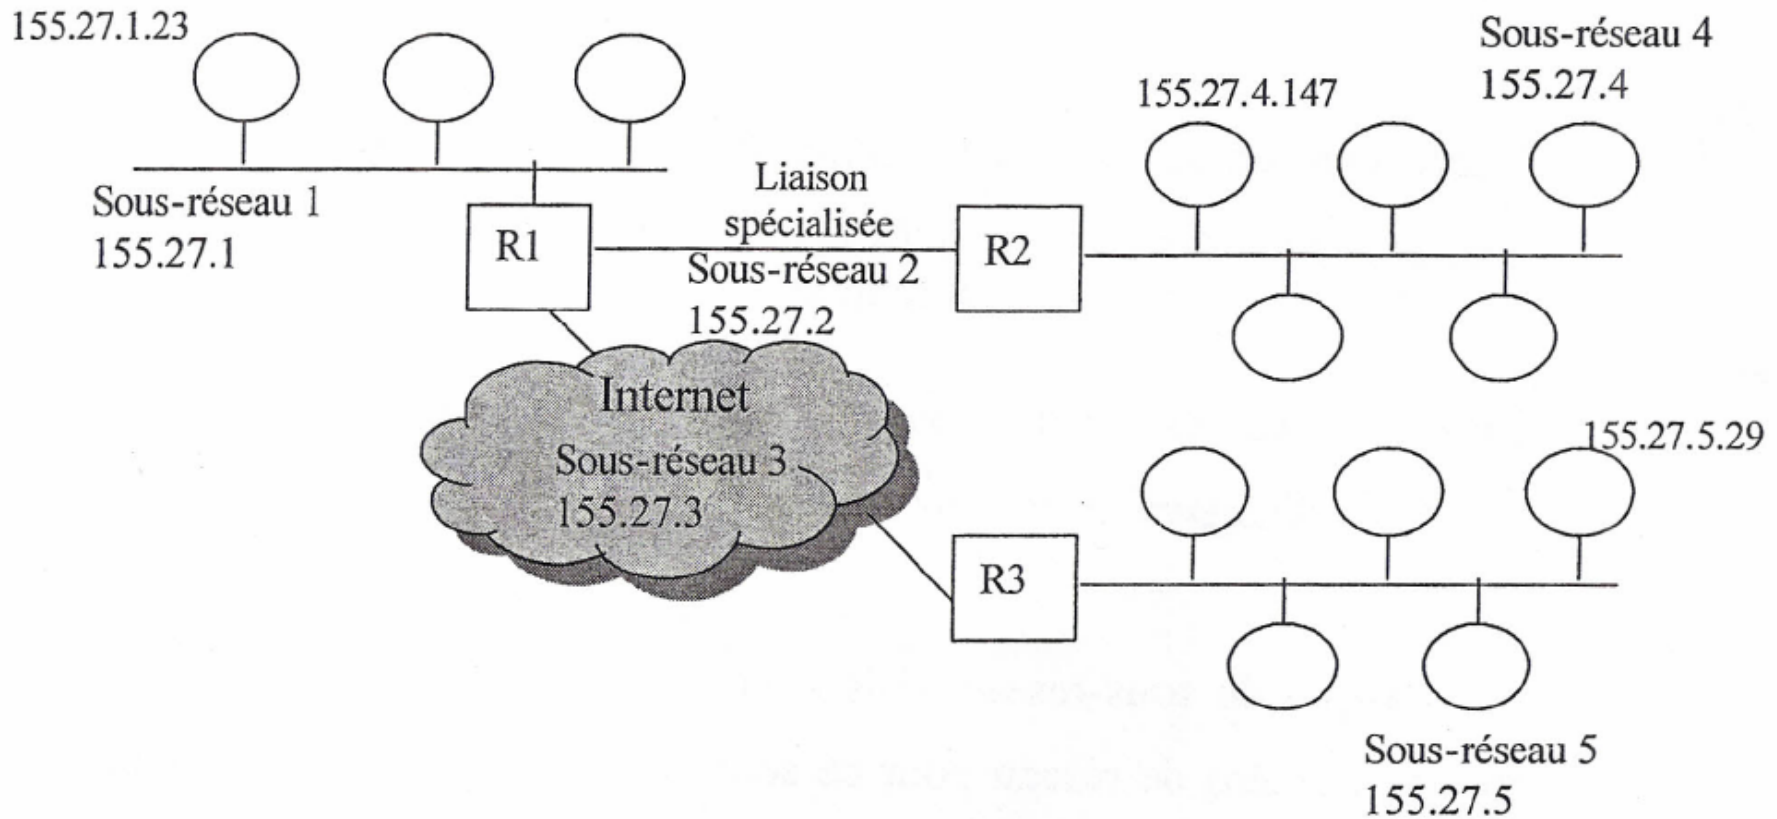 155.27.1.23
Sous-réseau 4
155.27.4
155.27.4.147
Liaison
spécialisée
Sous-réseau 1
155.27.1
R1
R2
Sous-réseau 2
155.27.2
Internet
Sous-réseau 3
155.27.3
155.27.5.29
R3
Sous-réseau 5
155.27.5